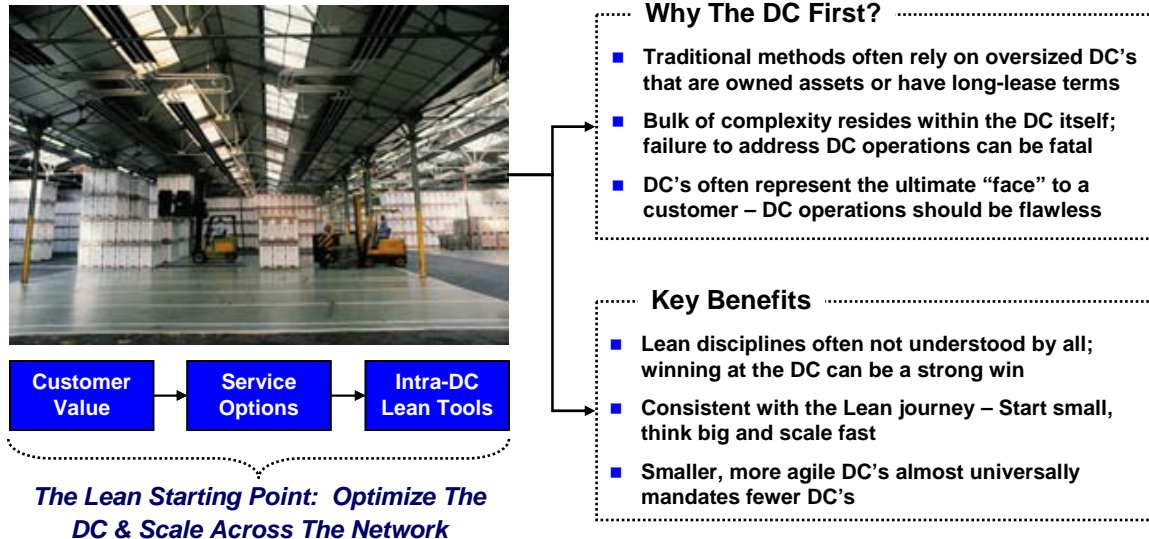 Why The DC First?
Traditional methods often rely on oversized DC's
that are owned assets or have long-lease terms
Bulk of complexity resides within the DC itself;
failure to address DC operations can be fatal
DC's often represent the ultimate “face” to a
customer – DC operations should be flawless
Customer
Value
Service
Options
Intra-DC
Lean Tools
The Lean Starting Point: Optimize The
DC & Scale Across The Network
Key Benefits
Lean disciplines often not understood by all;
winning at the DC can be a strong win
Consistent with the Lean journey – Start small,
think big and scale fast
Smaller, more agile DC's almost universally
mandates fewer DC's